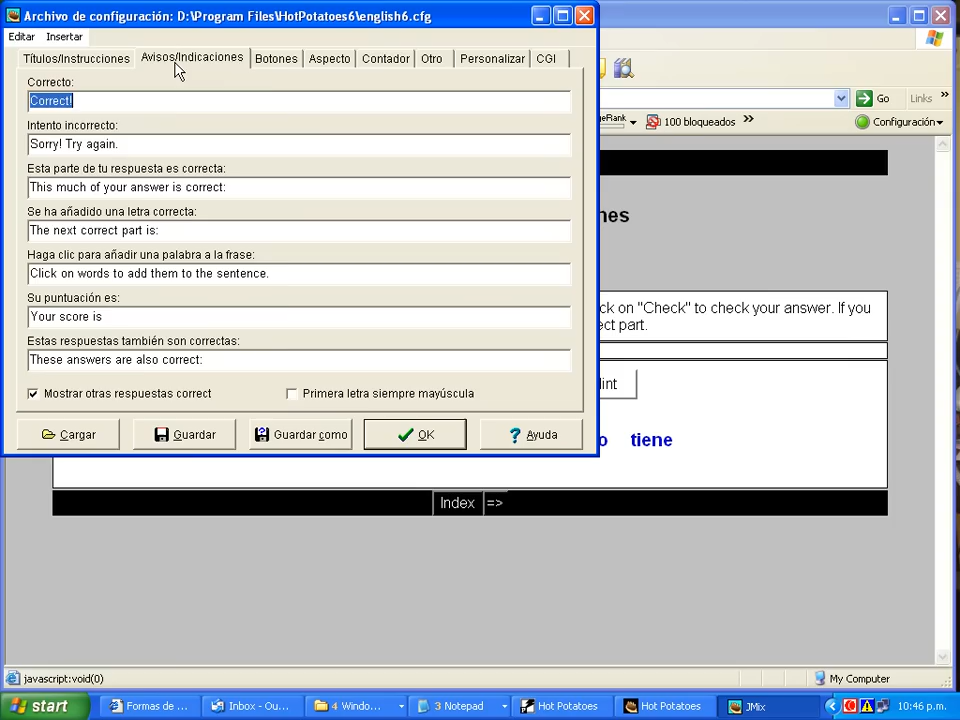 Archivo de configuración: D:\Program Files\HotPotatoes6\english6.cfg
Editar Insertar
Títulos/Instrucciones Avisos/Indicaciones Botones Aspecto Contador Otro Personalizar CGI
Correcto:
Correct!
Intento incorrecto:
Sorry! Try again.
Esta parte de tu respuesta es correcta:
This much of your answer is correct:
Se ha añadido una letra correcta:
The next correct part is:
Haga clic para añadir una palabra a la frase:
Click on words to add them to the sentence.
Su puntuación es:
Your score is
Estas respuestas también son correctas:
These answers are also correct:
Mostrar otras respuestas correct Primera letra siempre mayúscula
Cargar Guardar Guardar como OK Ayuda
Go Links »
eRank 100 bloqueados » Configuración
nes
ck on "Check" to check your answer. If you
ect part.
lint
o tiene
Index =>
javascript:void(0) My Computer
start Formas de ... Inbox - Ou... 4 Windo... 3 Notepad Hot Potatoes Hot Potatoes JMix 10:46 p.m.